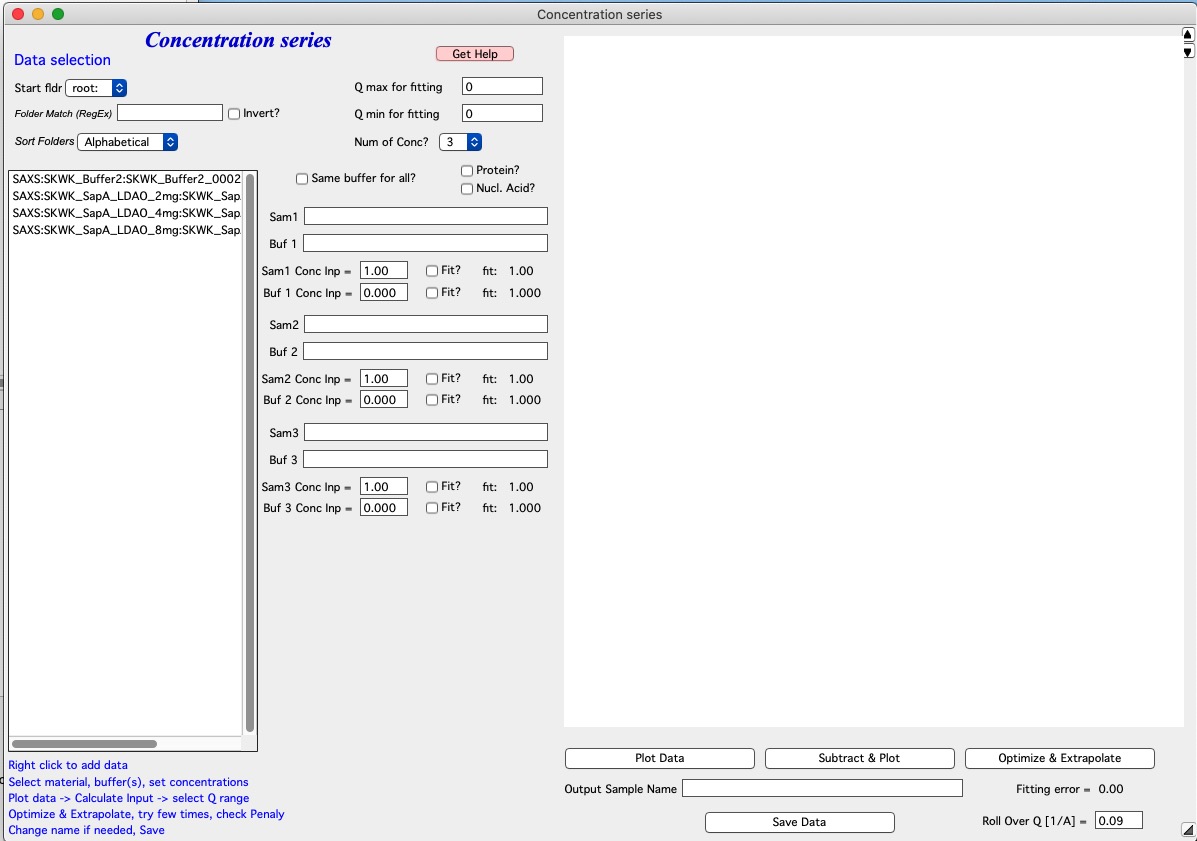 Concentration series
Concentration series
Data selection
Get Help
Start fldr root:
Q max for fitting 0
Folder Match (RegEx) Invert?
Q min for fitting 0
Sort Folders Alphabetical
Num of Conc? 3
SAXS:SKWK_Buffer2:SKWK_Buffer2_0002
SAXS:SKWK_SapA_LDAO_2mg:SKWK_Sap
SAXS:SKWK_SapA_LDAO_4mg:SKWK_Sap
SAXS:SKWK_SapA_LDAO_8mg:SKWK_Sap
Same buffer for all?
Protein?
Nucl. Acid?
Sam1
Buf 1
Sam1 Conc Inp = 1.00 Fit? fit: 1.00
Buf 1 Conc Inp = 0.000 Fit? fit: 1.000
Sam2
Buf 2
Sam2 Conc Inp = 1.00 Fit? fit: 1.00
Buf 2 Conc Inp = 0.000 Fit? fit: 1.000
Sam3
Buf 3
Sam3 Conc Inp = 1.00 Fit? fit: 1.00
Buf 3 Conc Inp = 0.000 Fit? fit: 1.000
Right click to add data
Select material, buffer(s), set concentrations
Plot data -> Calculate Input -> select Q range
Optimize & Extrapolate, try few times, check Penaly
Change name if needed, Save
Plot Data Subtract & Plot Optimize & Extrapolate
Output Sample Name
Fitting error = 0.00
Save Data
Roll Over Q [1/A] = 0.09